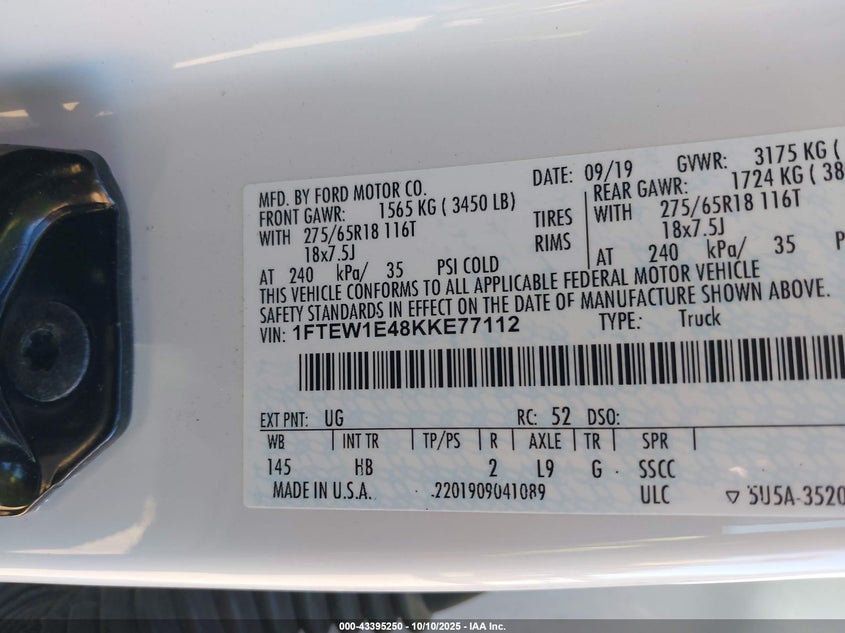 MFD. BY FORD MOTOR CO. DATE: 09/19 GVWR: 3175 KG (
FRONT GAWR: 1565 KG ( 3450 LB) REAR GAWR: 1724 KG ( 38
WITH 275/65R18 116T TIRES WITH 275/65R18 116T
18x7.5J RIMS 18x7.5J
AT 240 kPa/ 35 PSI COLD AT 240 kPa/ 35
THIS VEHICLE CONFORMS TO ALL APPLICABLE FEDERAL MOTOR VEHICLE
SAFETY STANDARDS IN EFFECT ON THE DATE OF MANUFACTURE SHOWN ABOVE.
VIN: 1FTEW1E48KKE77112 TYPE: Truck
EXT PNT: UG RC: 52 DSO:
WB INT TR TP/PS R AXLE TR SPR
145 HB 2 L9 G SSCC
MADE IN U.S.A. 2201909041089 ULC 5U5A-3520
000-43395250 - 10/10/2025 - IAA Inc.